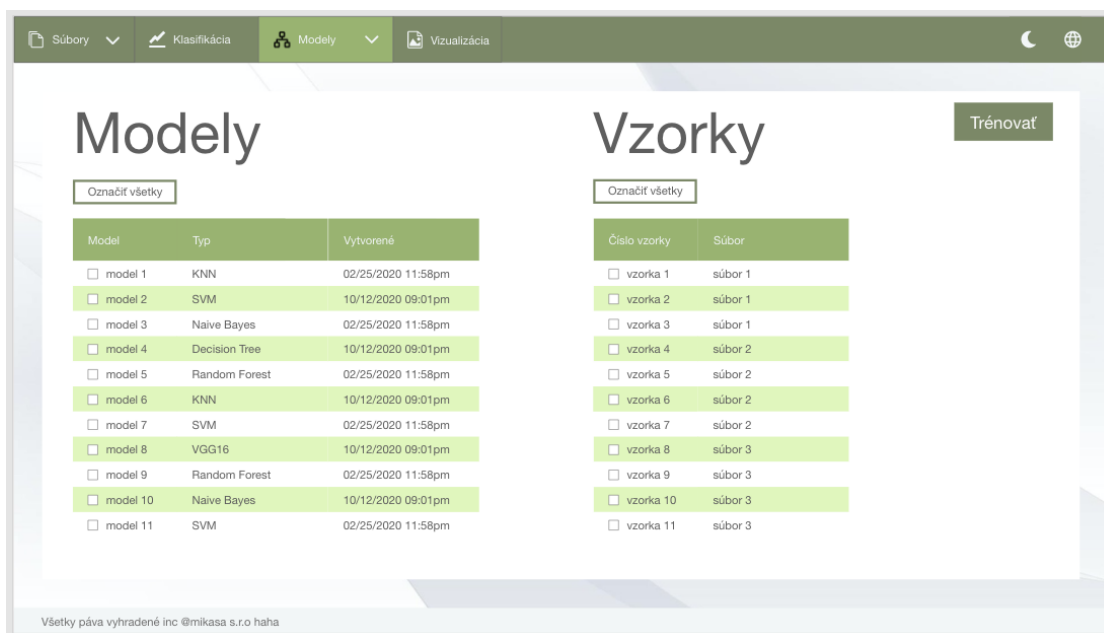 Súbory Klasifikácia Modely Vizualizácia
Modely
Vzorky
Trénovať
Označiť všetky
Označiť všetky
Model Typ Vytvorené
model 1 KNN 02/25/2020 11:58pm
model 2 SVM 10/12/2020 09:01pm
model 3 Naive Bayes 02/25/2020 11:58pm
model 4 Decision Tree 10/12/2020 09:01pm
model 5 Random Forest 02/25/2020 11:58pm
model 6 KNN 10/12/2020 09:01pm
model 7 SVM 02/25/2020 11:58pm
model 8 VGG16 10/12/2020 09:01pm
model 9 Random Forest 02/25/2020 11:58pm
model 10 Naive Bayes 10/12/2020 09:01pm
model 11 SVM 02/25/2020 11:58pm
Číslo vzorky Súbor
vzorka 1 súbor 1
vzorka 2 súbor 1
vzorka 3 súbor 1
vzorka 4 súbor 2
vzorka 5 súbor 2
vzorka 6 súbor 2
vzorka 7 súbor 2
vzorka 8 súbor 3
vzorka 9 súbor 3
vzorka 10 súbor 3
vzorka 11 súbor 3
Všetky páva vyhradené inc @mikasa s.r.o haha